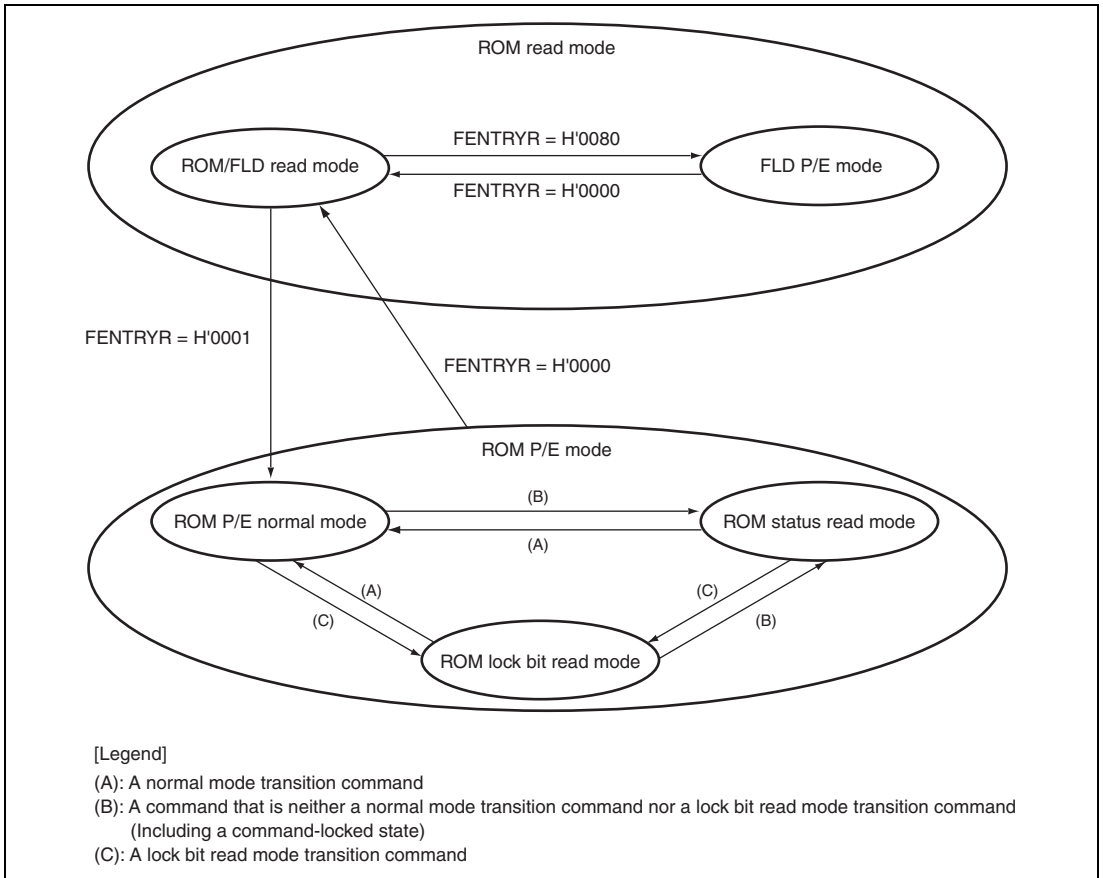 ROM read mode
FENTRYR = H'0080
ROM/FLD read mode
FLD P/E mode
FENTRYR = H'0000
FENTRYR = H'0001
FENTRYR = H'0000
ROM P/E mode
(B)
ROM P/E normal mode
ROM status read mode
(A)
(A)
(C)
(C)
(B)
ROM lock bit read mode
[Legend]
(A): A normal mode transition command
(B): A command that is neither a normal mode transition command nor a lock bit read mode transition command
(Including a command-locked state)
(C): A lock bit read mode transition command